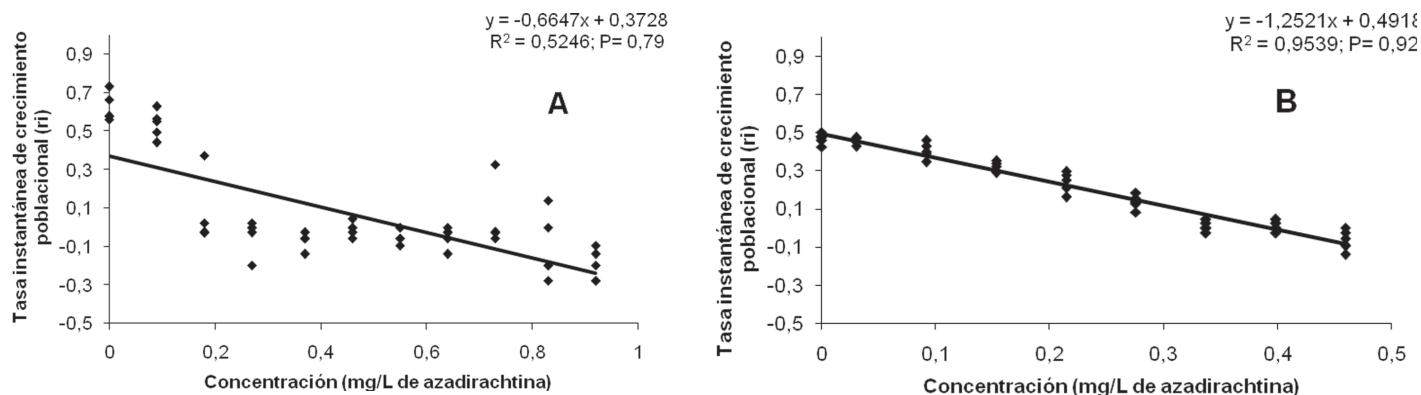 y = -0,6647x + 0,3728
R² = 0,5246; P= 0,79
A
Tasa instantánea de crecimiento
poblacional (ri)
0,9
0,7
0,5
0,3
0,1
-0,1
-0,3
-0,5
0 0,2 0,4 0,6 0,8 1
Concentración (mg/L de azadirachtina)
y = -1,2521x + 0,4918
R² = 0,9539; P= 0,92
B
Tasa instantánea de crecimiento
poblacional (ri)
0,9
0,7
0,5
0,3
0,1
-0,1
-0,3
-0,5
0 0,1 0,2 0,3 0,4 0,5
Concentración (mg/L de azadirachtina)